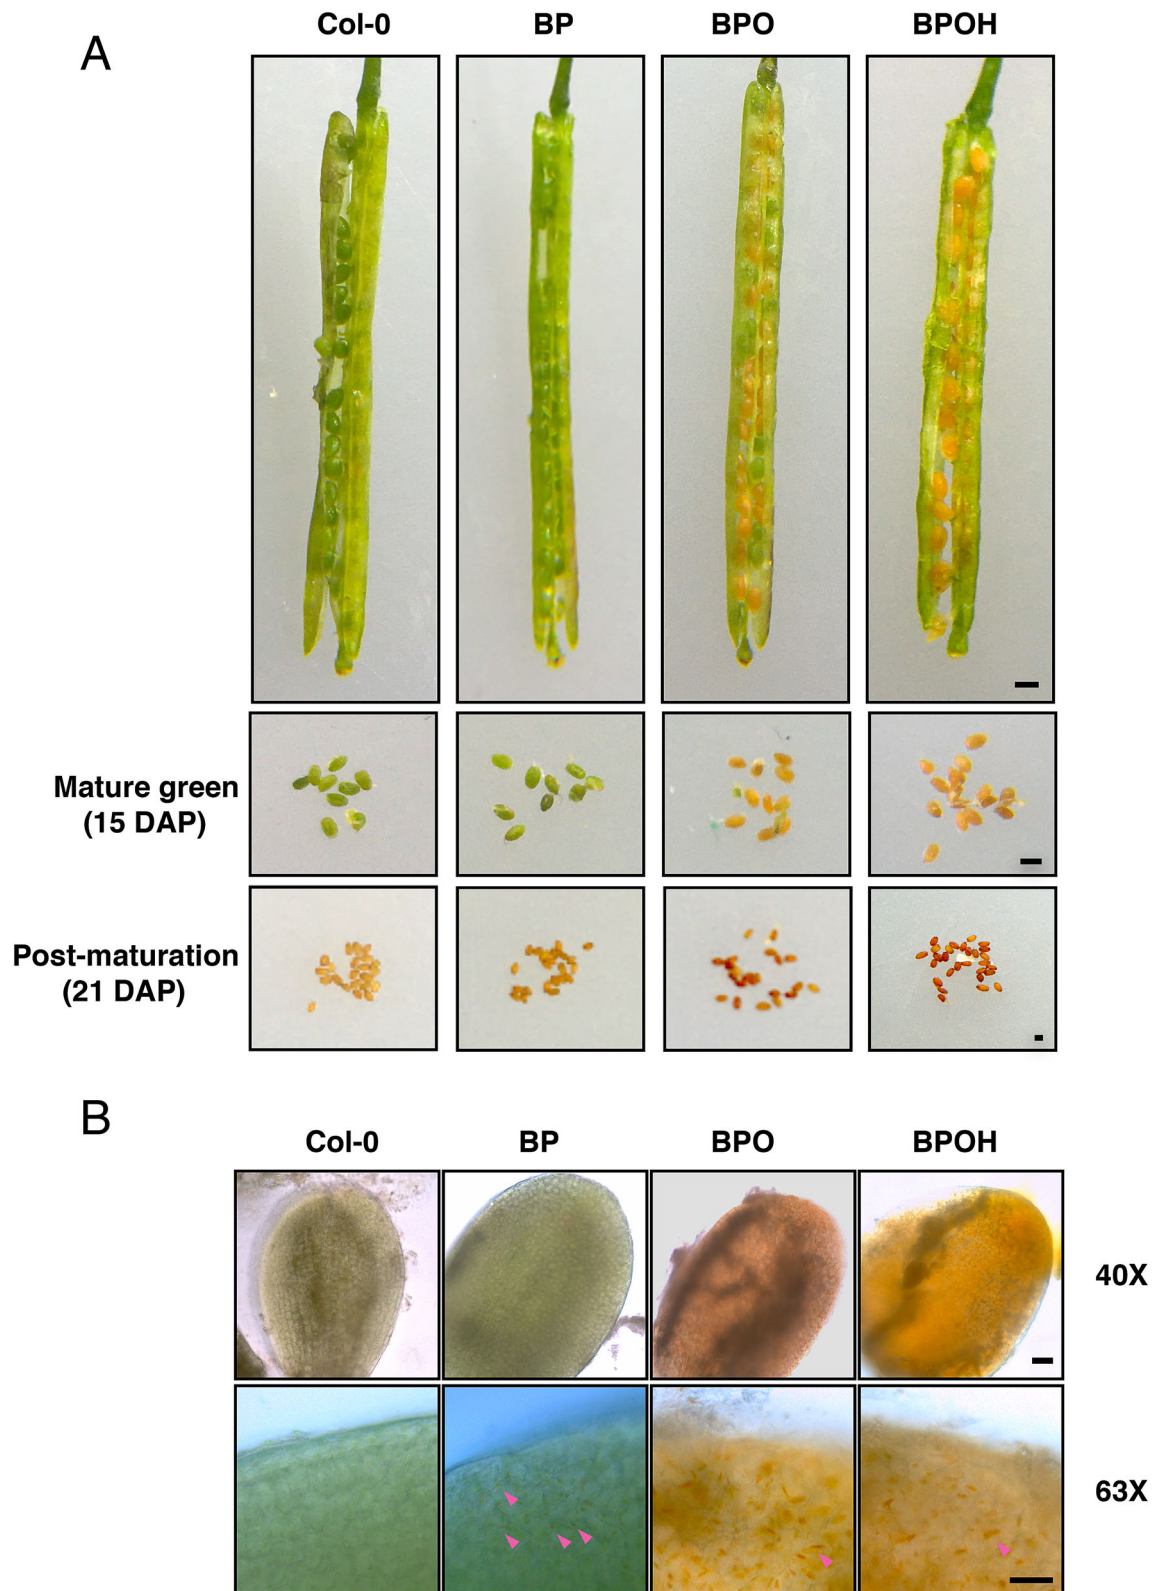 A
Col-0 BP BPO BPOH
Mature green
(15 DAP)
Post-maturation
(21 DAP)
B
Col-0 BP BPO BPOH
40X
63X